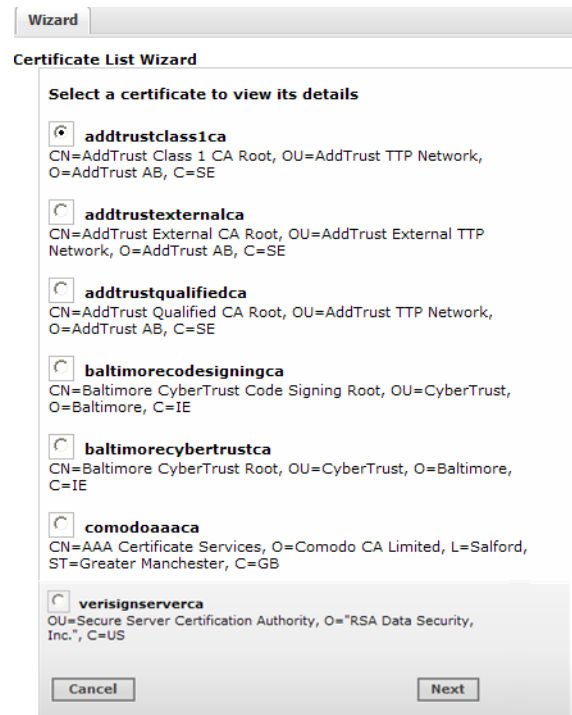 Wizard
Certificate List Wizard
Select a certificate to view its details
addtrustclass1ca
CN=AddTrust Class 1 CA Root, OU=AddTrust TTP Network,
O=AddTrust AB, C=SE
addtrustexternalca
CN=AddTrust External CA Root, OU=AddTrust External TTP
Network, O=AddTrust AB, C=SE
addtrustqualifiedca
CN=AddTrust Qualified CA Root, OU=AddTrust TTP Network,
O=AddTrust AB, C=SE
baltimorecodesigningca
CN=Baltimore CyberTrust Code Signing Root, OU=CyberTrust,
O=Baltimore, C=IE
baltimorecybertrustca
CN=Baltimore CyberTrust Root, OU=CyberTrust, O=Baltimore,
C=IE
comodoaaaca
CN=AAA Certificate Services, O=Comodo CA Limited, L=Salford,
ST=Greater Manchester, C=GB
verisignserverca
OU=Secure Server Certification Authority, O="RSA Data Security,
Inc.", C=US
Cancel Next